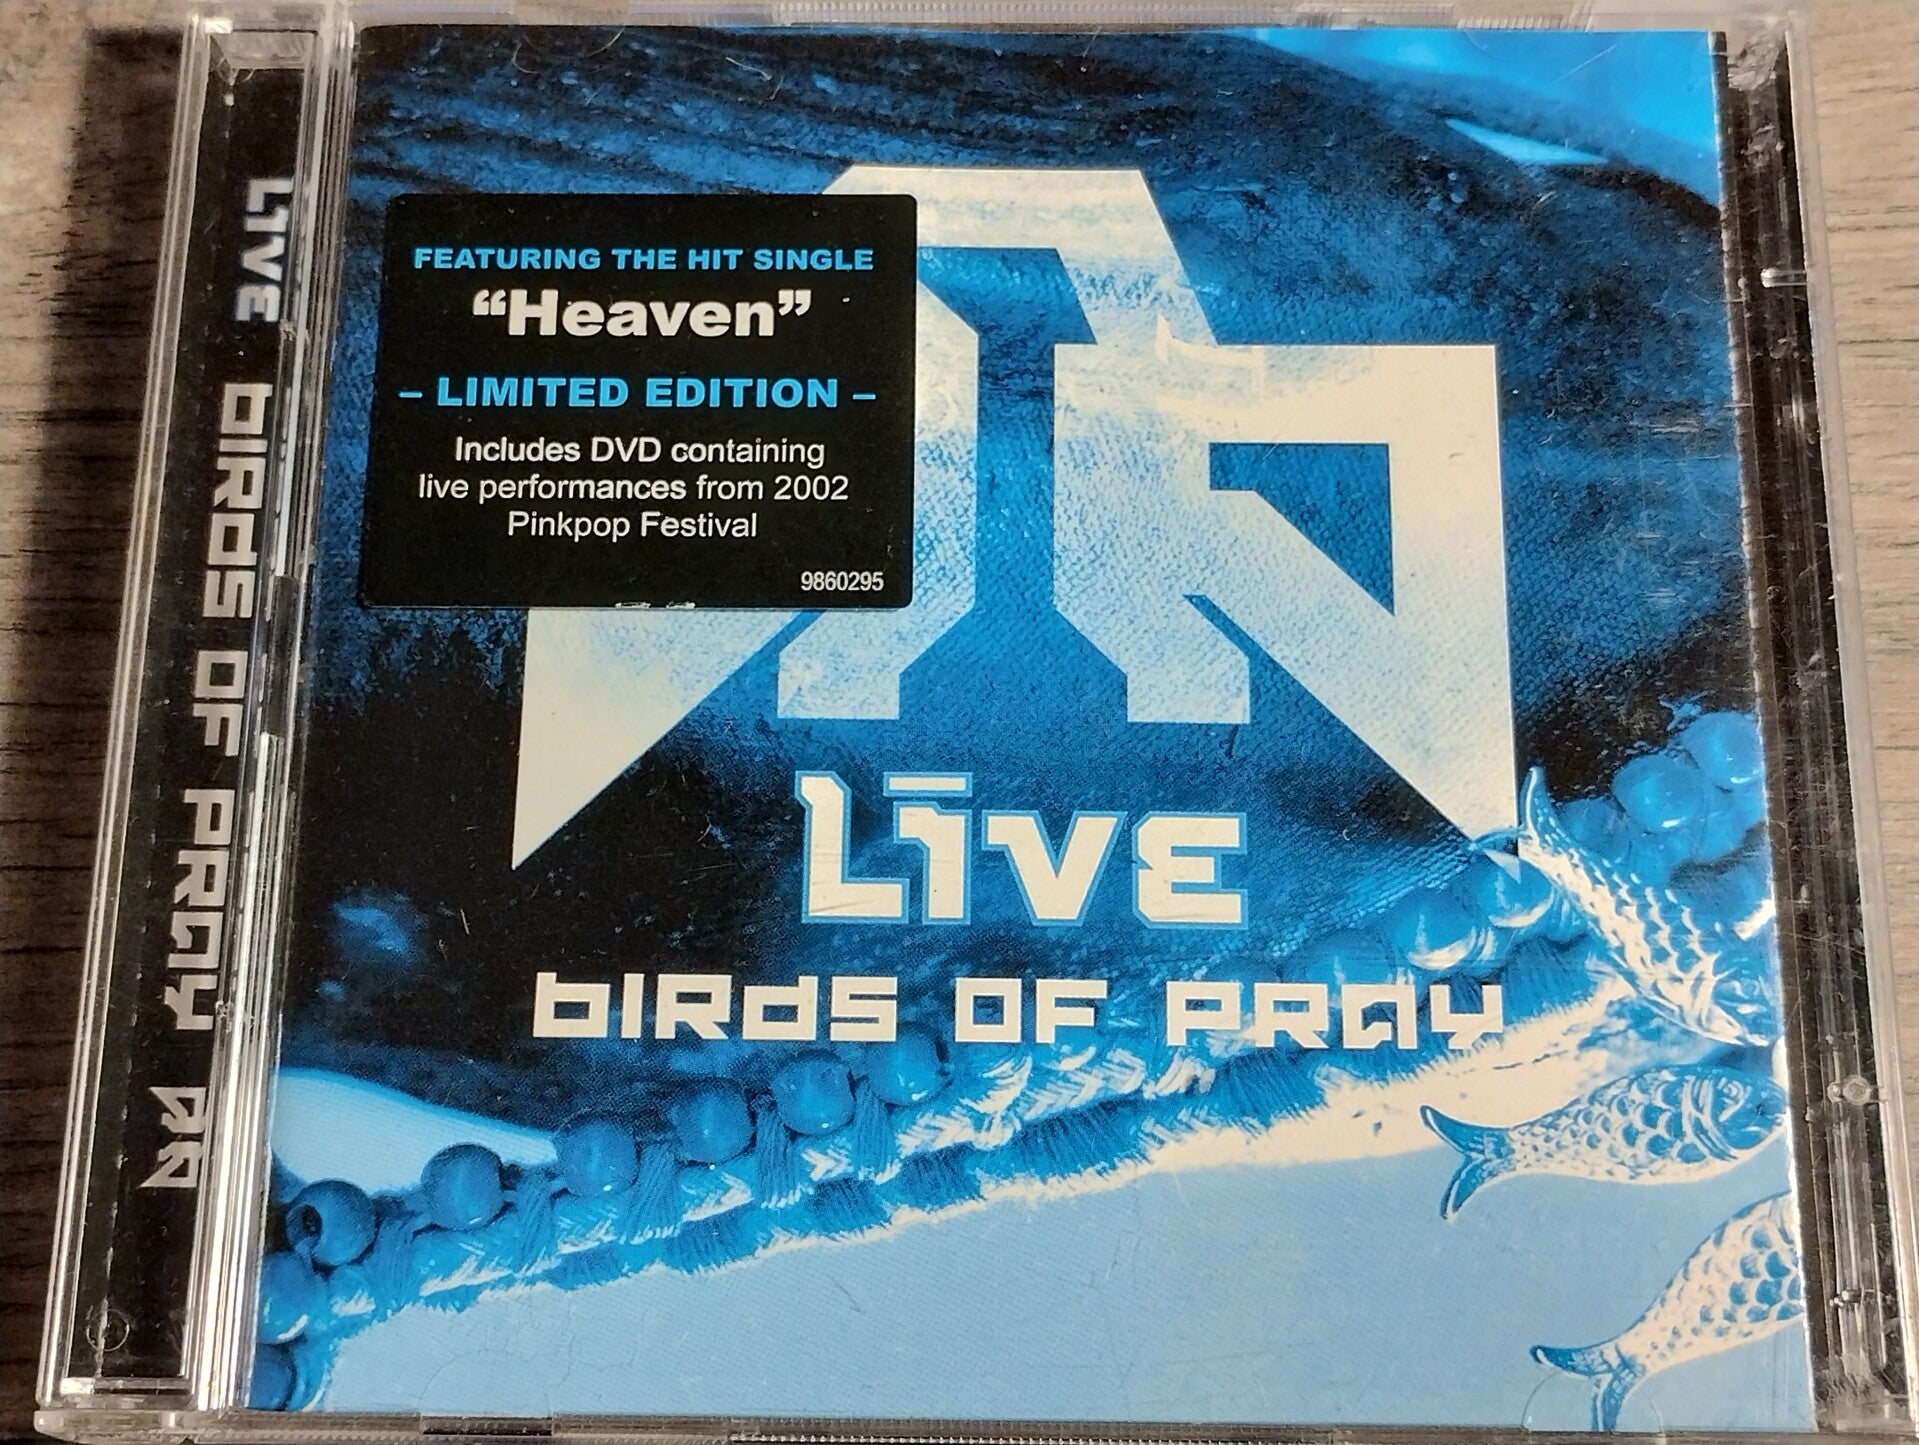 LIVE BIRDS OF PRAY
FEATURING THE HIT SINGLE
“Heaven”
– LIMITED EDITION –
Includes DVD containing
live performances from 2002
Pinkpop Festival
9860295
LĪVE
bIRdS OF PRAY